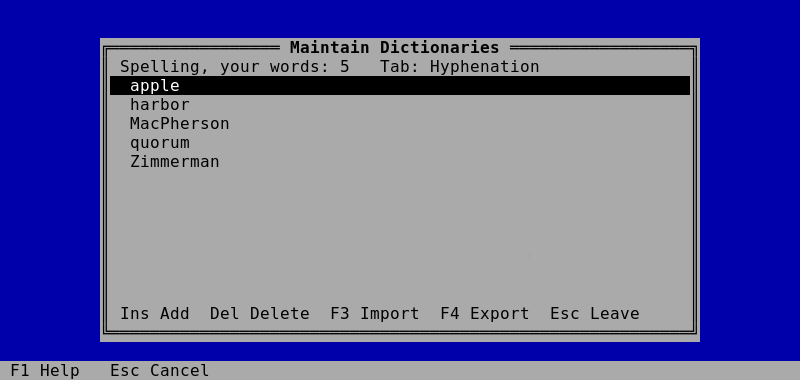 Maintain Dictionaries
Spelling, your words: 5   Tab: Hyphenation
apple
harbor
MacPherson
quorum
Zimmerman
Ins Add  Del Delete  F3 Import  F4 Export  Esc Leave
F1 Help   Esc Cancel